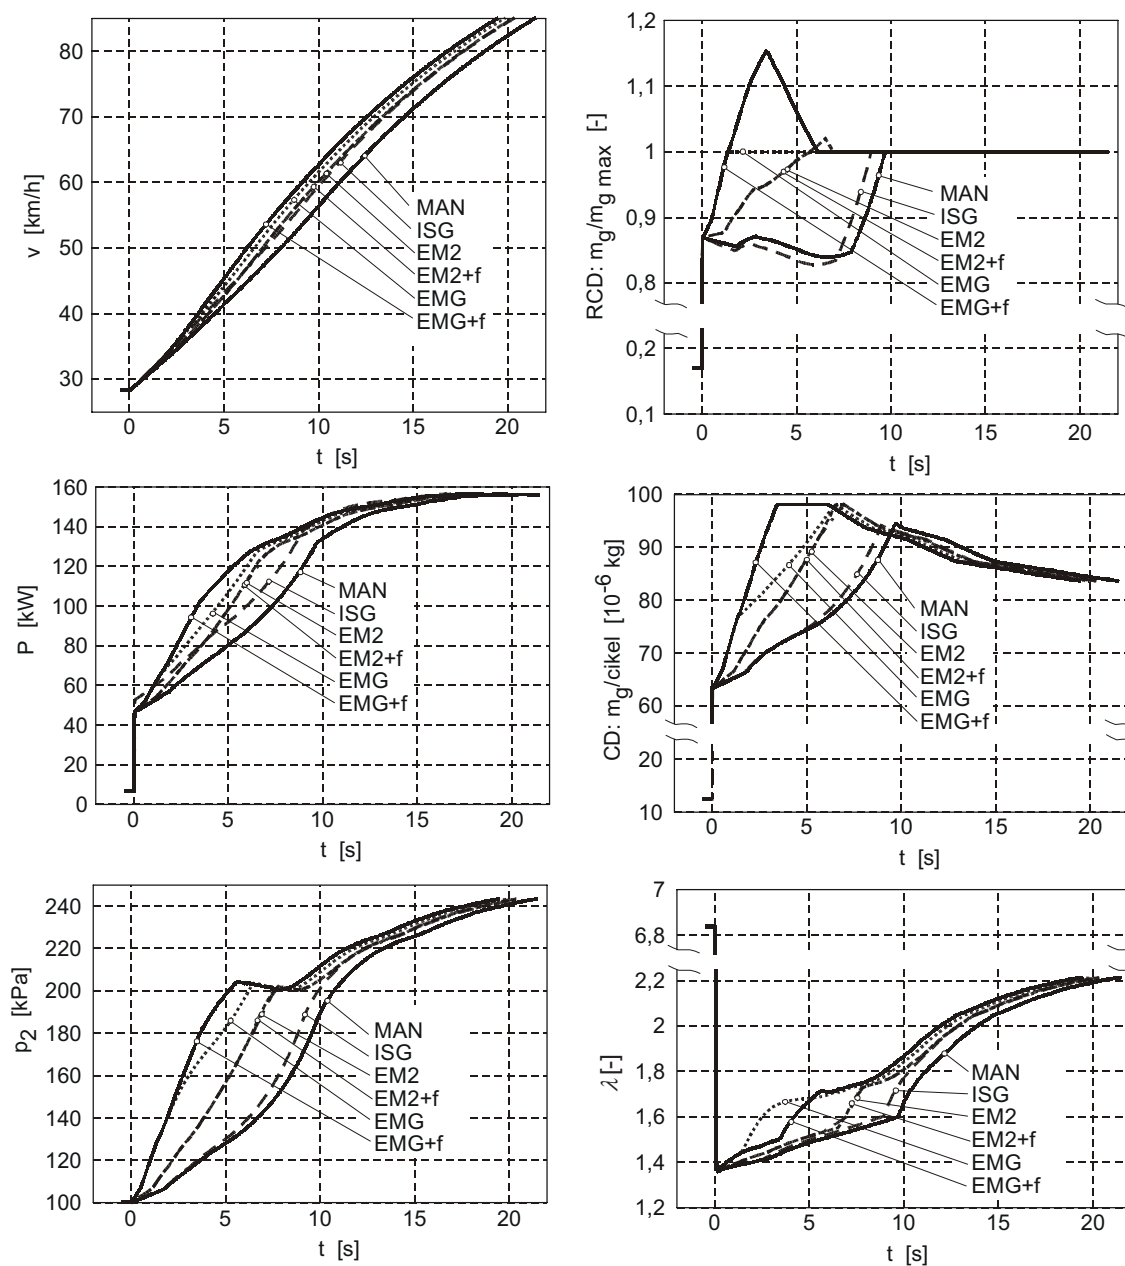 v [km/h]
80
70
60
50
40
30
MAN
ISG
EM2
EM2+f
EMG
EMG+f
0 5 10 15 20
t [s]
RCD: mg/mg max [-]
1,2
1,1
1
0,9
0,8
0,2
0,1
MAN
ISG
EM2
EMG
EM2+f
EMG
EMG+f
0 5 10 15 20
t [s]
P [kW]
160
140
120
100
80
60
40
20
0
MAN
ISG
EM2
EM2+f
EMG
EMG+f
0 5 10 15 20
t [s]
CD: mg/cikel [10⁻⁶ kg]
100
90
80
70
60
20
10
MAN
ISG
EM2
EM2+f
EMG
EMG+f
0 5 10 15 20
t [s]
p2 [kPa]
240
220
200
180
160
140
120
100
MAN
ISG
EM2
EM2+f
EMG
EMG+f
0 5 10 15 20
t [s]
λ [-]
7
6,8
2,2
2
1,8
1,6
1,4
1,2
MAN
ISG
EM2
EM2+f
EMG
EMG+f
0 5 10 15 20
t [s]